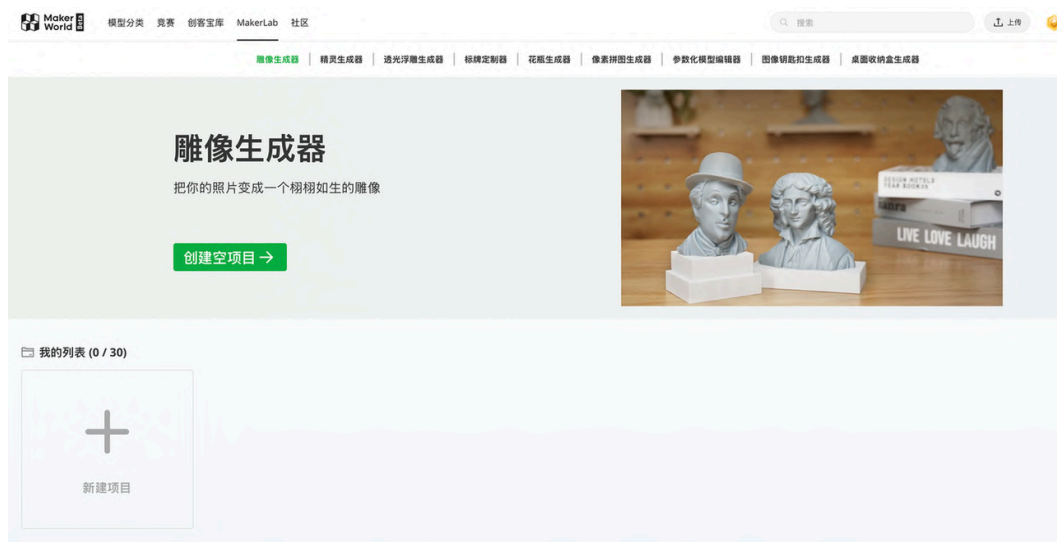 Maker
World
Beta
模型分类 竞赛 创客宝库 MakerLab 社区
搜索
上传
雕像生成器 | 精灵生成器 | 透光浮雕生成器 | 标牌定制器 | 花瓶生成器 | 像素拼图生成器 | 参数化模型编辑器 | 图像钥匙扣生成器 | 桌面收纳盒生成器
雕像生成器
把你的照片变成一个栩栩如生的雕像
创建空项目→
DESIGN HOTELS
YEAR BOOK
LIVE LOVE LAUGH
我的列表 (0 / 30)
新建项目